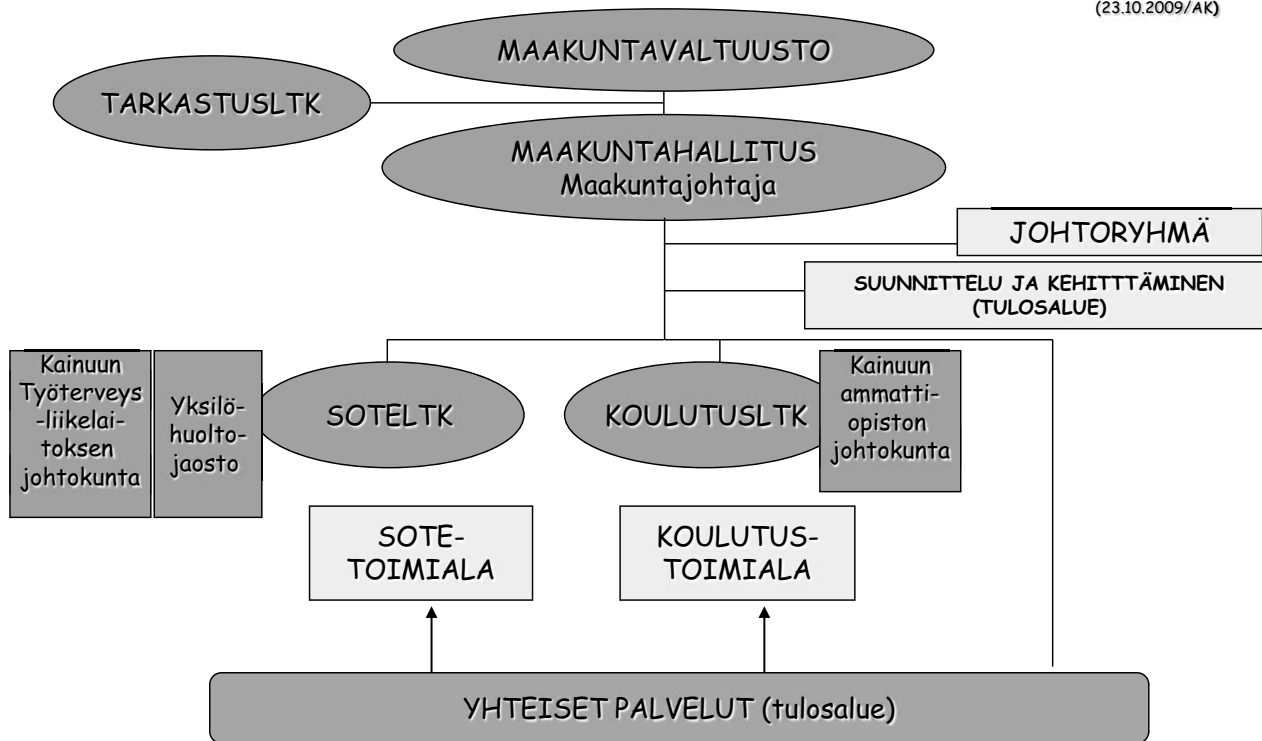 (23.10.2009/AK)
MAAKUNTAVALTUUSTO
TARKASTUSLTK
MAAKUNTAHALLITUS
Maakuntajohtaja
JOHTORYHMÄ
SUUNNITTELU JA KEHITTTÄMINEN
(TULOSALUE)
Kainuun
Työterveys
-liikelai-
toksen
johtokunta
Yksilö-
huolto-
jaosto
SOTELTK
KOULUTUSLTK
Kainuun
ammatti-
opiston
johtokunta
SOTE-
TOIMIALA
KOULUTUS-
TOIMIALA
YHTEISET PALVELUT (tulosalue)